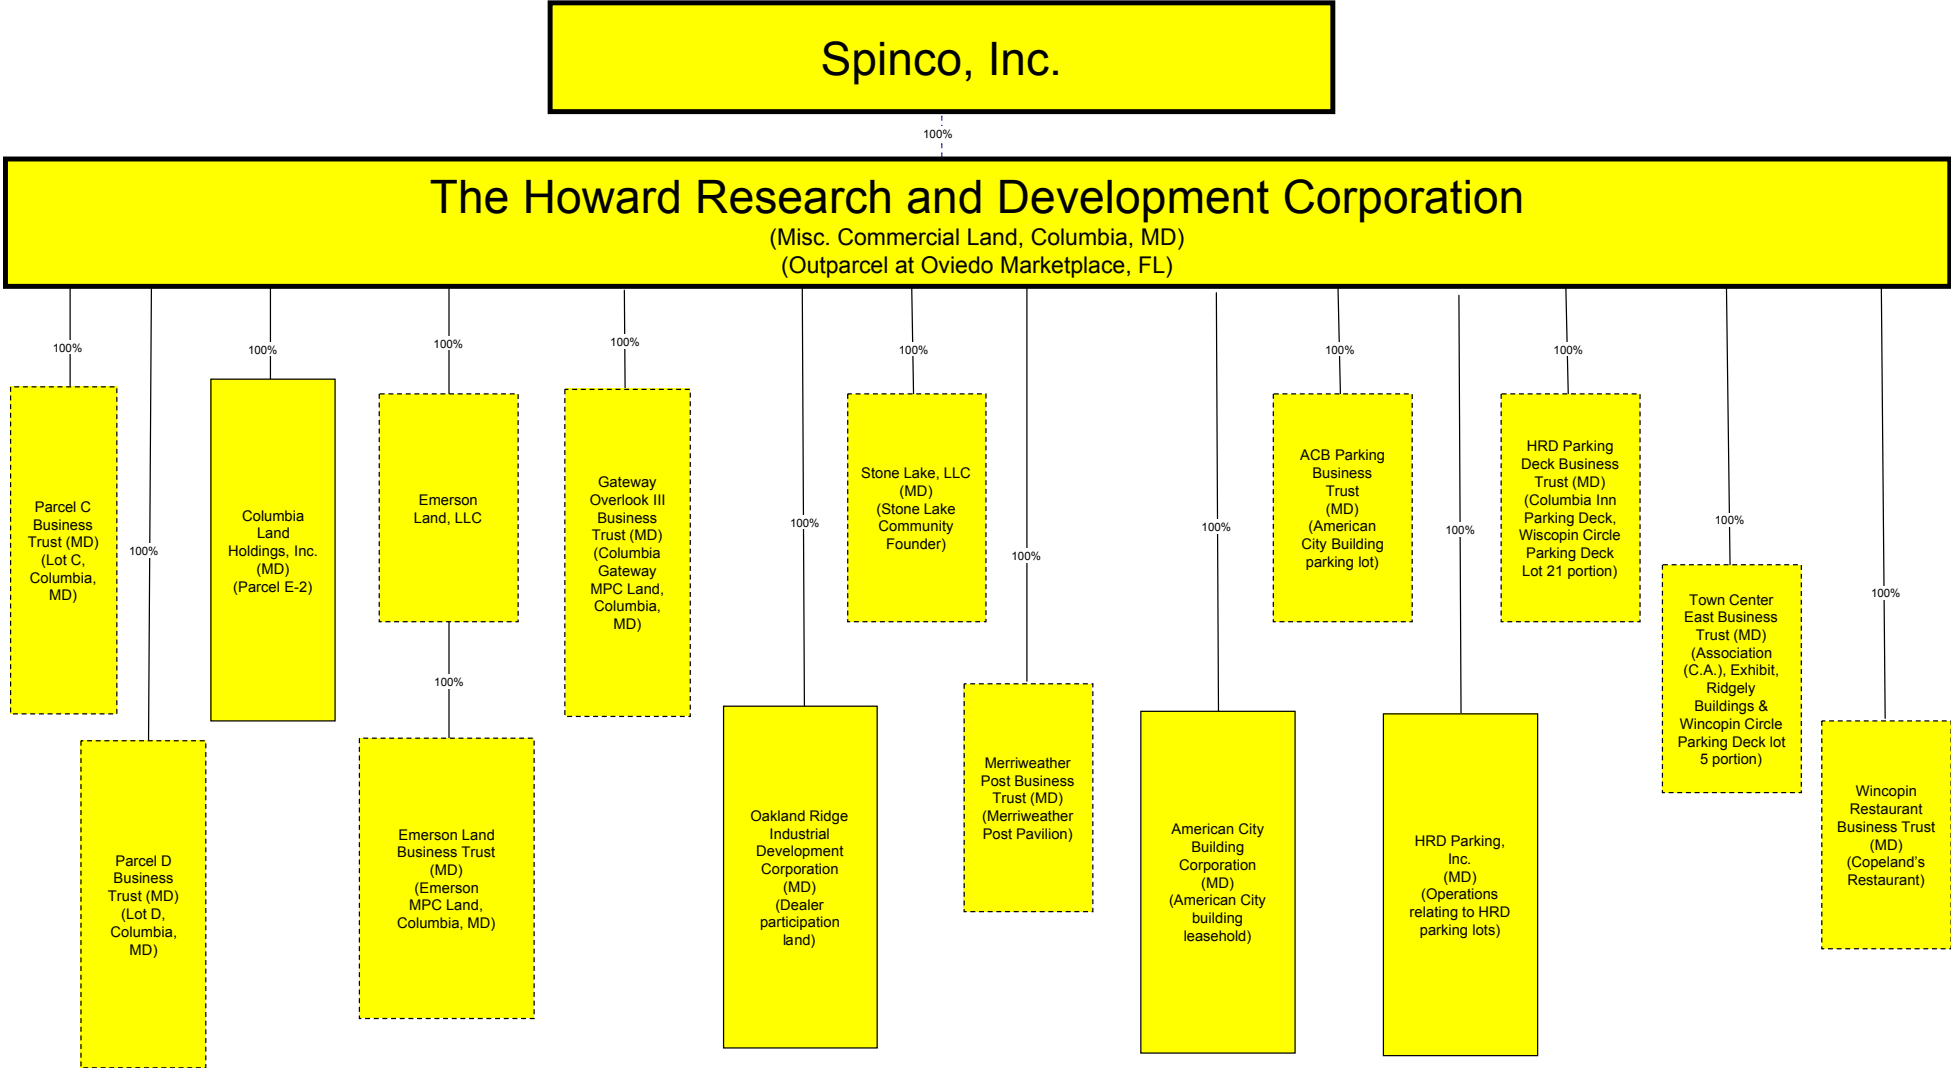 Spinco, Inc.
100%
The Howard Research and Development Corporation
(Misc. Commercial Land, Columbia, MD)
(Outparcel at Oviedo Marketplace, FL)
100%
Parcel C
Business
Trust (MD)
(Lot C,
Columbia,
MD)
100%
Parcel D
Business
Trust (MD)
(Lot D,
Columbia,
MD)
100%
Columbia
Land
Holdings, Inc.
(MD)
(Parcel E-2)
100%
Emerson
Land, LLC
100%
Emerson Land
Business Trust
(MD)
(Emerson
MPC Land,
Columbia, MD)
100%
Gateway
Overlook III
Business
Trust (MD)
(Columbia
Gateway
MPC Land,
Columbia,
MD)
100%
Oakland Ridge
Industrial
Development
Corporation
(MD)
(Dealer
participation
land)
100%
Stone Lake, LLC
(MD)
(Stone Lake
Community
Founder)
100%
Merriweather
Post Business
Trust (MD)
(Merriweather
Post Pavilion)
100%
American City
Building
Corporation
(MD)
(American City
building
leasehold)
100%
ACB Parking
Business
Trust
(MD)
(American
City Building
parking lot)
100%
HRD Parking,
Inc.
(MD)
(Operations
relating to HRD
parking lots)
100%
HRD Parking
Deck Business
Trust (MD)
(Columbia Inn
Parking Deck,
Wiscopin Circle
Parking Deck
Lot 21 portion)
100%
Town Center
East Business
Trust (MD)
(Association
(C.A.), Exhibit,
Ridgely
Buildings &
Wincopin Circle
Parking Deck lot
5 portion)
100%
Wincopin
Restaurant
Business Trust
(MD)
(Copeland's
Restaurant)